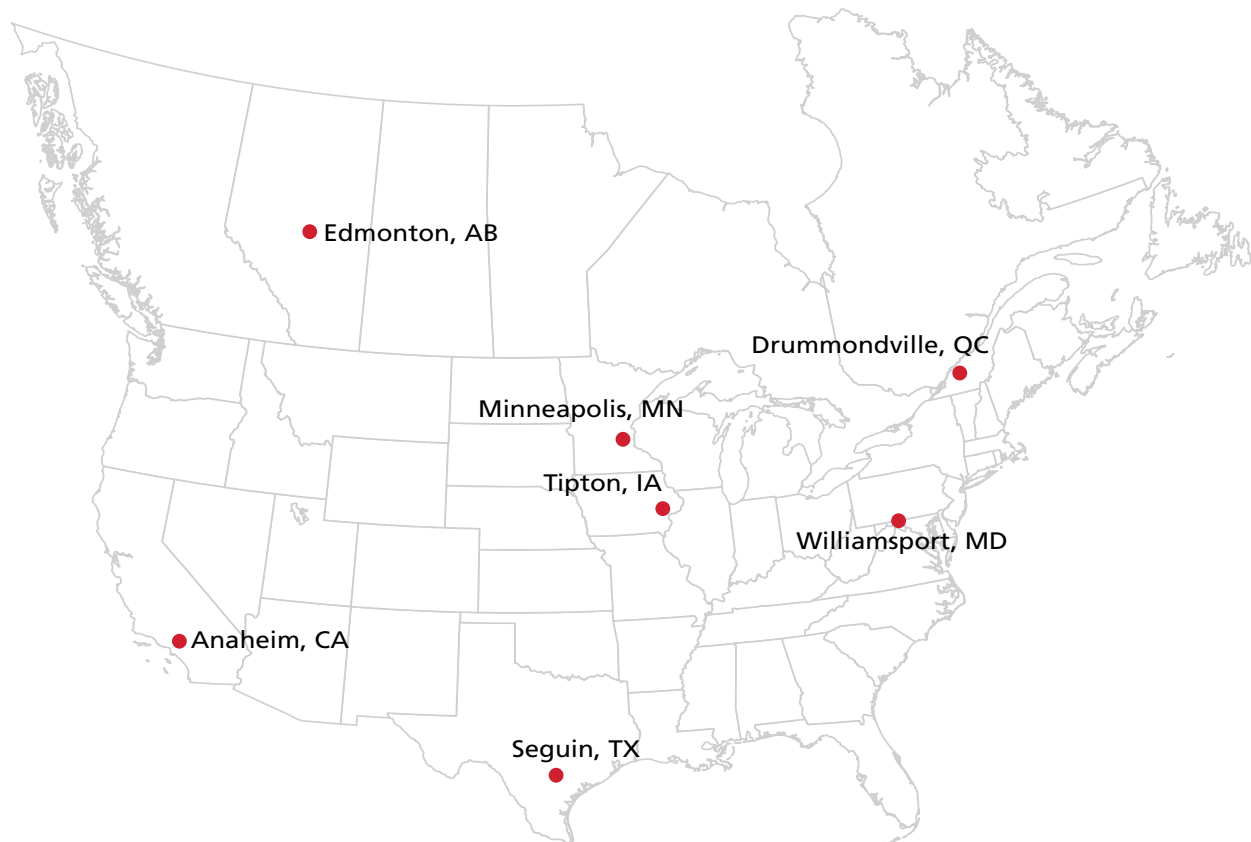 Edmonton, AB
Drummondville, QC
Minneapolis, MN
Tipton, IA
Williamsport, MD
Anaheim, CA
Seguin, TX